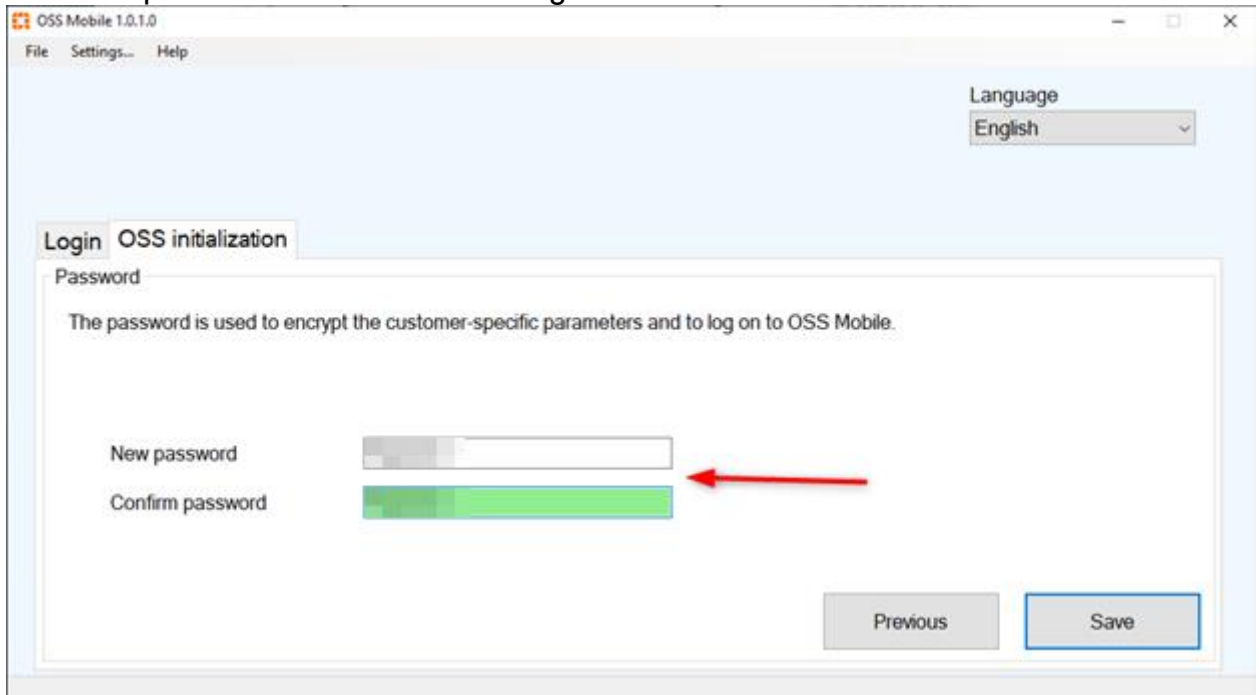 OSS Mobile 1.0.1.0
File Settings... Help
Language
English
Login OSS initialization
Password
The password is used to encrypt the customer-specific parameters and to log on to OSS Mobile.
New password
Confirm password
Previous Save